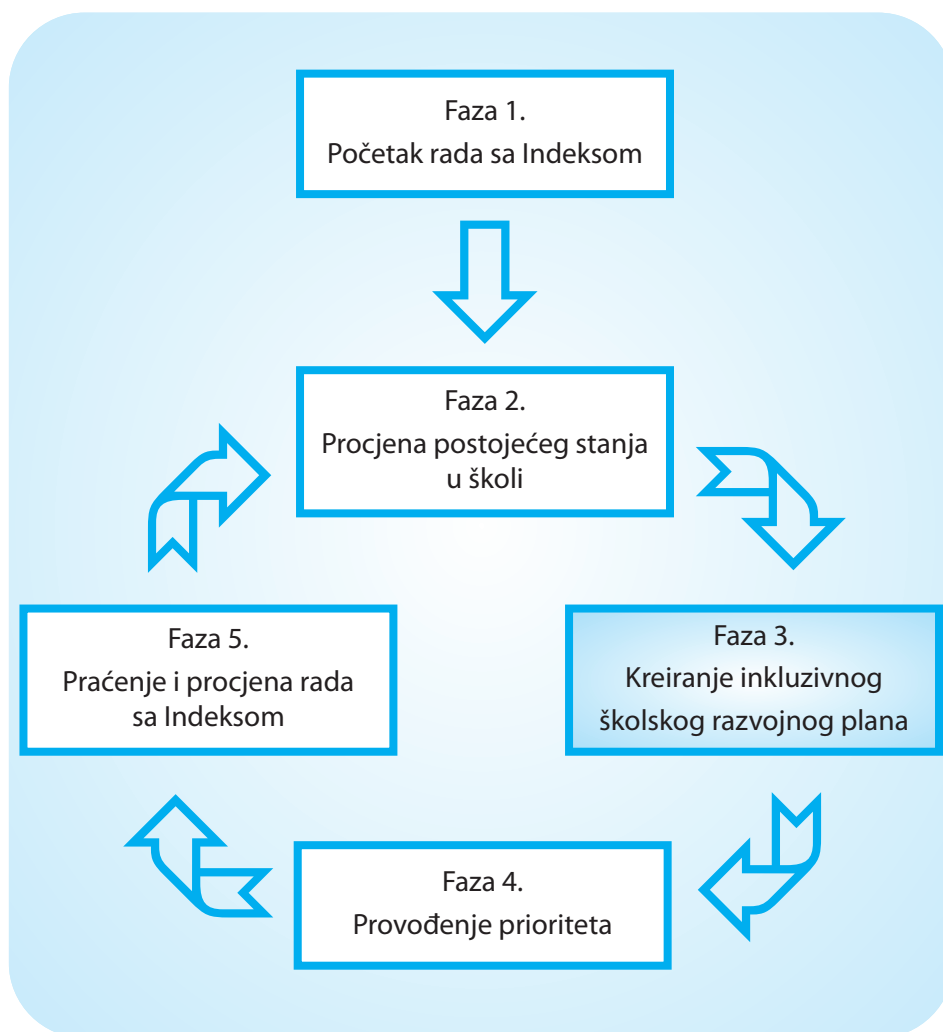 Faza 1.
Početak rada sa Indeksom
Faza 2.
Procjena postojećeg stanja
u školi
Faza 3.
Kreiranje inkluzivnog
školskog razvojnog plana
Faza 4.
Provođenje prioriteta
Faza 5.
Praćenje i procjena rada
sa Indeksom